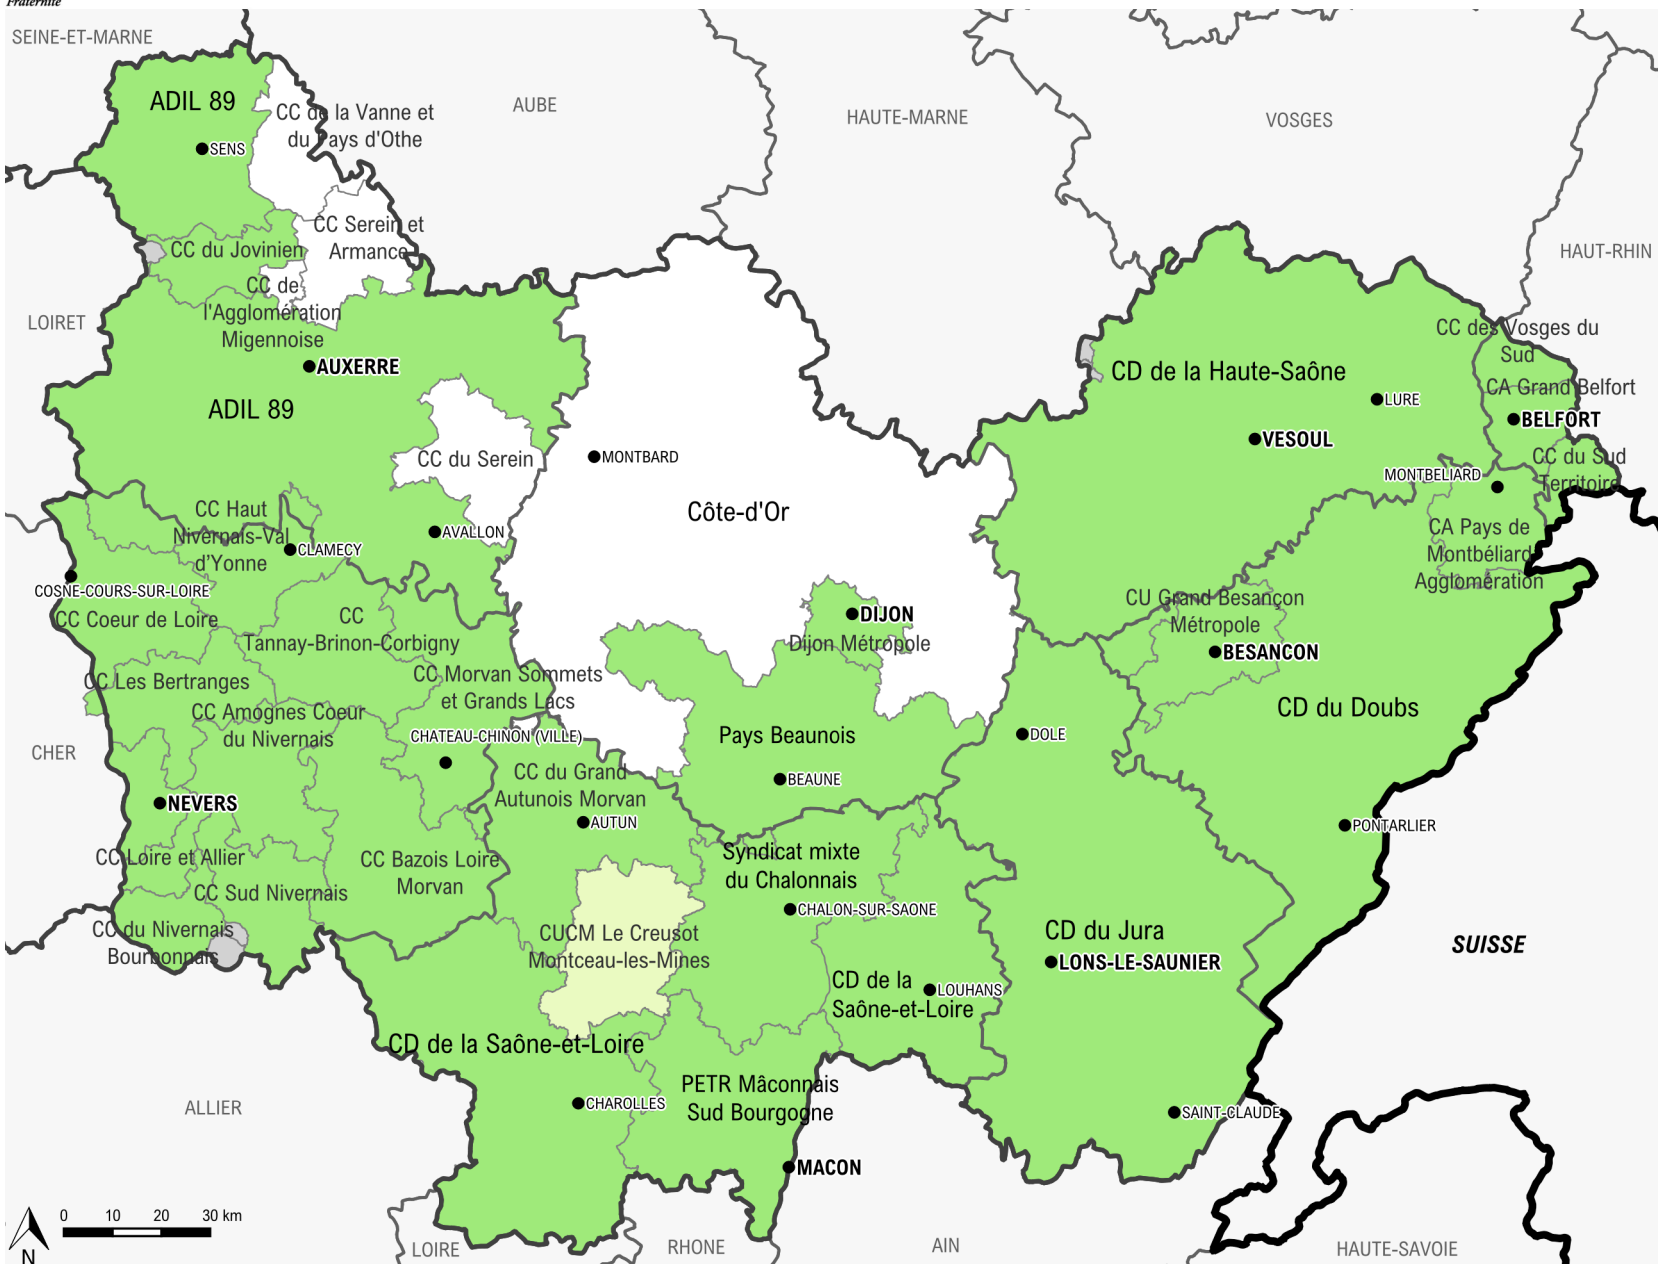 Fraternité
SEINE-ET-MARNE
ADIL 89
CC de la Vanne et
du Pays d'Othe
AUBE
HAUTE-MARNE
VOSGES
SENS
CC Serein et
Armance
CC du Jovinien
HAUT-RHIN
CC de
l'Agglomération
Migennoise
LOIRET
CC des Vosges du
Sud
AUXERRE
CD de la Haute-Saône
CA Grand Belfort
LURE
ADIL 89
BELFORT
VESOUL
CC du Serein
MONTBARD
CC du Sud
Territoire
MONTBELIARD
Côte-d'Or
CC Haut
Nivernais-Val
d'Yonne
CLAMECY
AVALLON
CA Pays de
Montbéliard
Agglomération
COSNE-COURS-SUR-LOIRE
CC Coeur de Loire
CC
Tannay-Brinon-Corbigny
DIJON
Dijon Métropole
CU Grand Besançon
Métropole
BESANCON
CC Les Bertranges
CC Morvan Sommets
et Grands Lacs
CC Amognes Coeur
du Nivernais
CD du Doubs
CHER
CHATEAU-CHINON (VILLE)
Pays Beaunois
DOLE
CC du Grand
Autunois Morvan
BEAUNE
NEVERS
AUTUN
PONTARLIER
CC Loire et Allier
CC Bazois Loire
Morvan
Syndicat mixte
du Chalonnais
CC Sud Nivernais
CHALON-SUR-SAONE
CC du Nivernais
Bourbonnais
CUCM Le Creusot
Montceau-les-Mines
CD du Jura
LONS-LE-SAUNIER
SUISSE
CD de la
Saône-et-Loire
LOUHANS
CD de la Saône-et-Loire
PETR Mâconnais
Sud Bourgogne
ALLIER
CHAROLLES
SAINT-CLAUDE
MACON
0 10 20 30 km
N
LOIRE
RHONE
AIN
HAUTE-SAVOIE